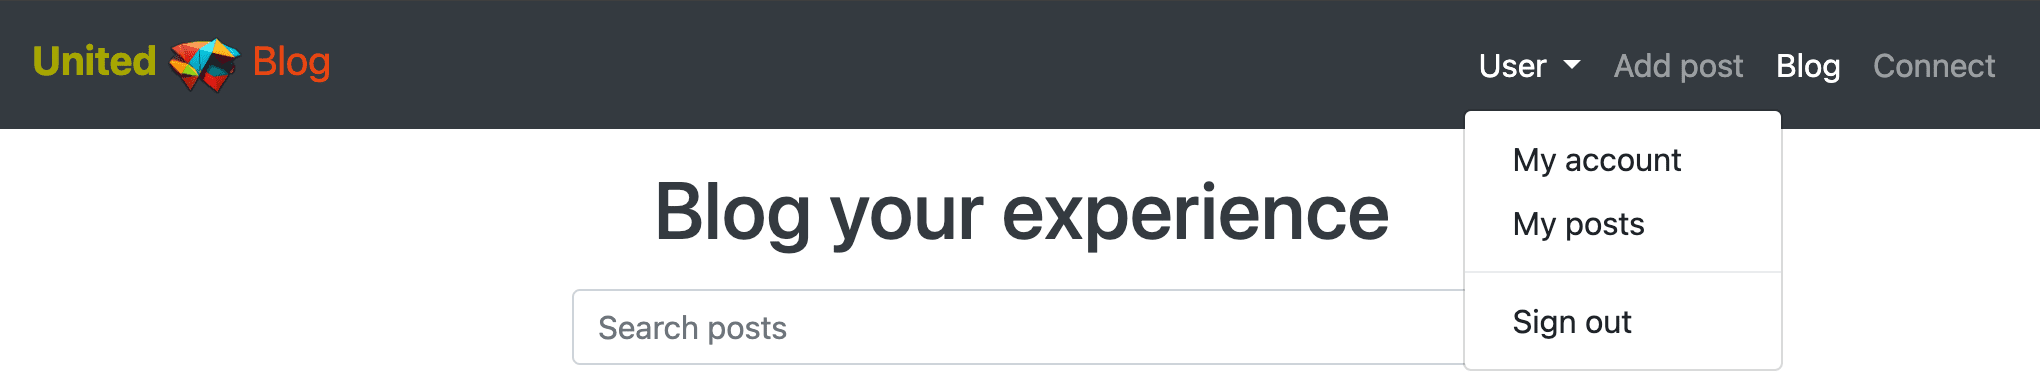 United Blog
User Add post Blog Connect
My account
My posts
Sign out
Blog your experience
Search posts